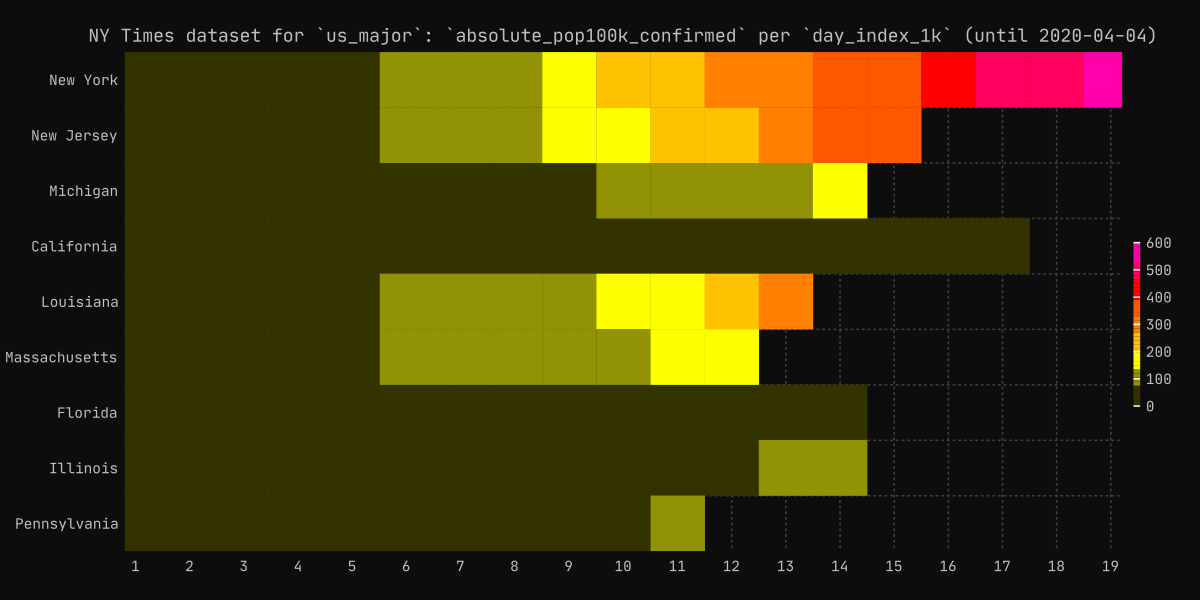 NY Times dataset for `us_major`: `absolute_pop100k_confirmed` per `day_index_1k` (until 2020-04-04)
New York
New Jersey
Michigan
California
Louisiana
Massachusetts
Florida
Illinois
Pennsylvania
600
500
400
300
200
100
0
1 2 3 4 5 6 7 8 9 10 11 12 13 14 15 16 17 18 19